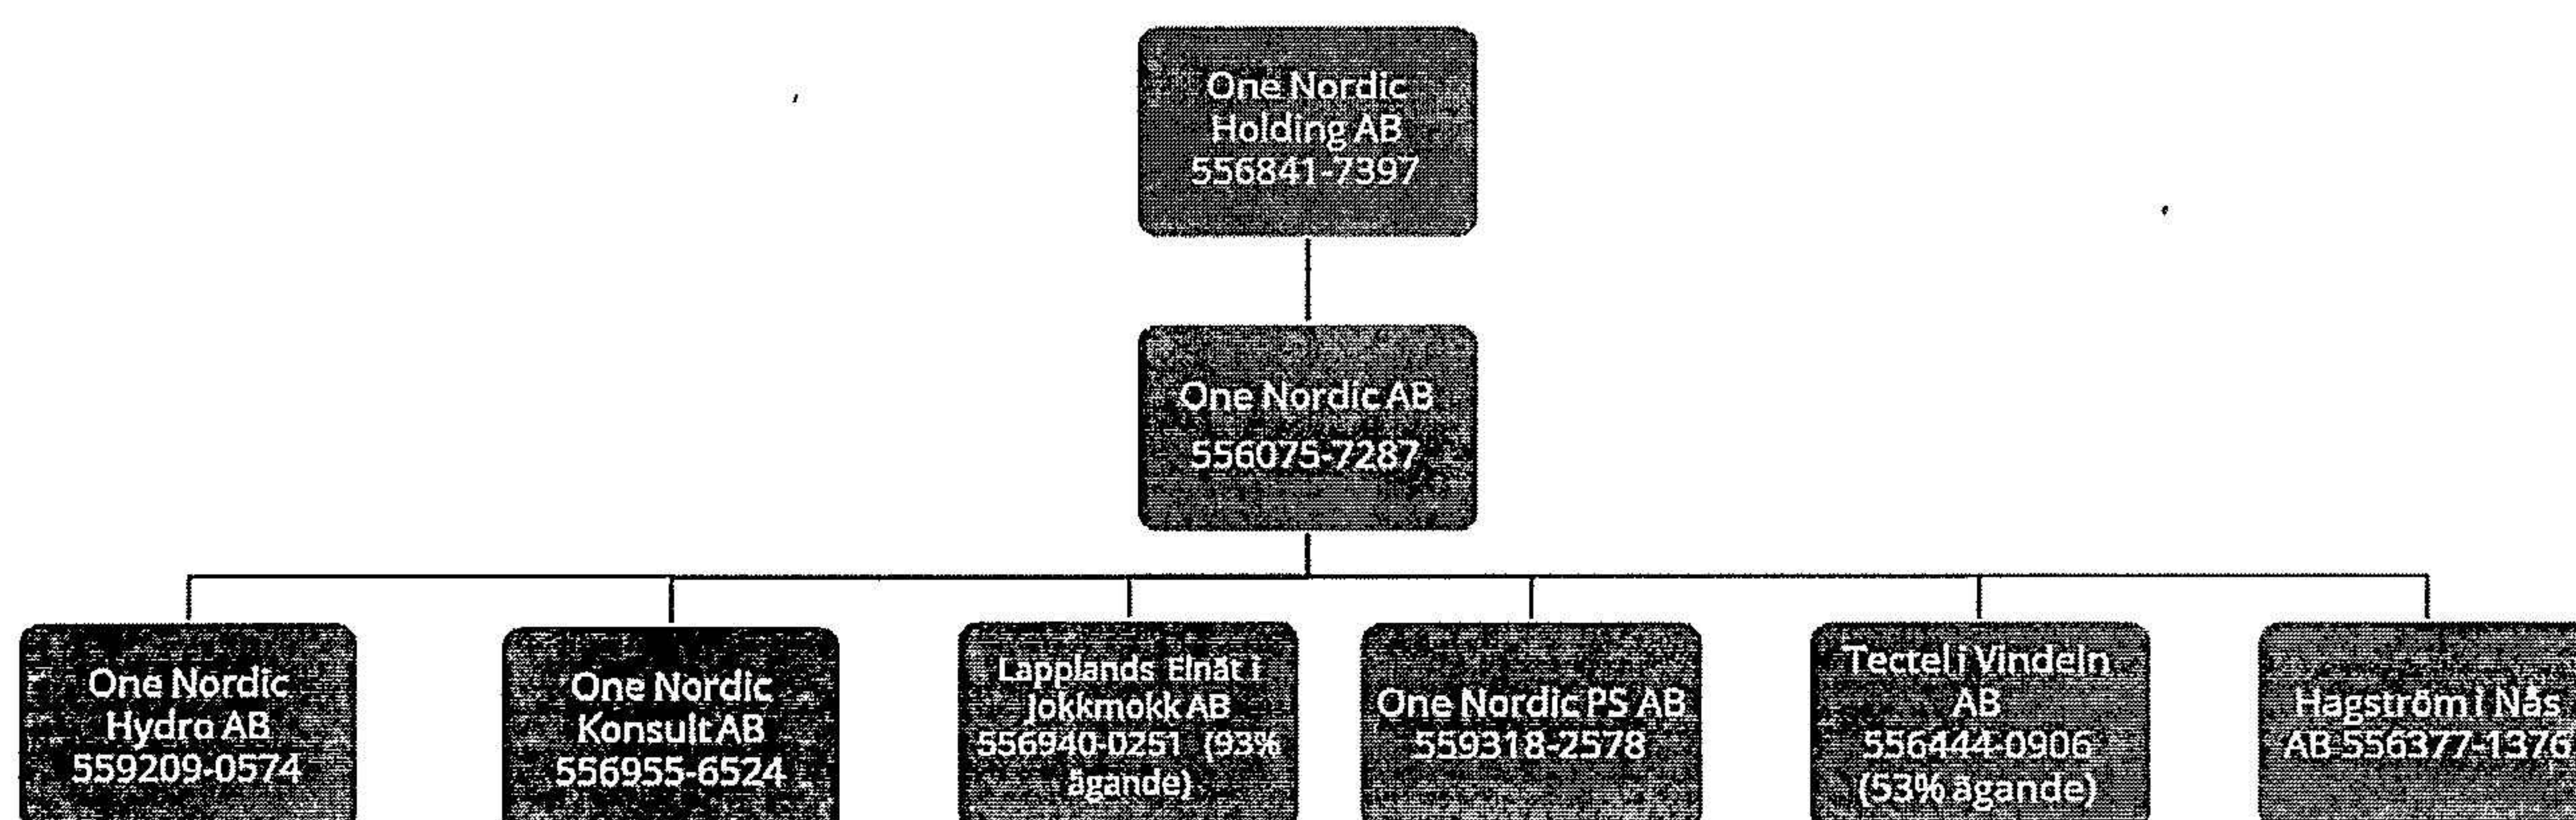 One Nordic
Holding AB
556841-7397
One Nordic AB
556075-7287
One Nordic
Hydro AB
559209-0574
One Nordic
Konsult AB
556955-6524
Lapplands Elnät i
Jokkmokk AB
556940-0251 (93%
ägande)
One Nordic PS AB
559318-2578
Tectel i Vindeln
AB
556444-0906
(53% ägande)
Hagström i Nås
AB 556377-1376